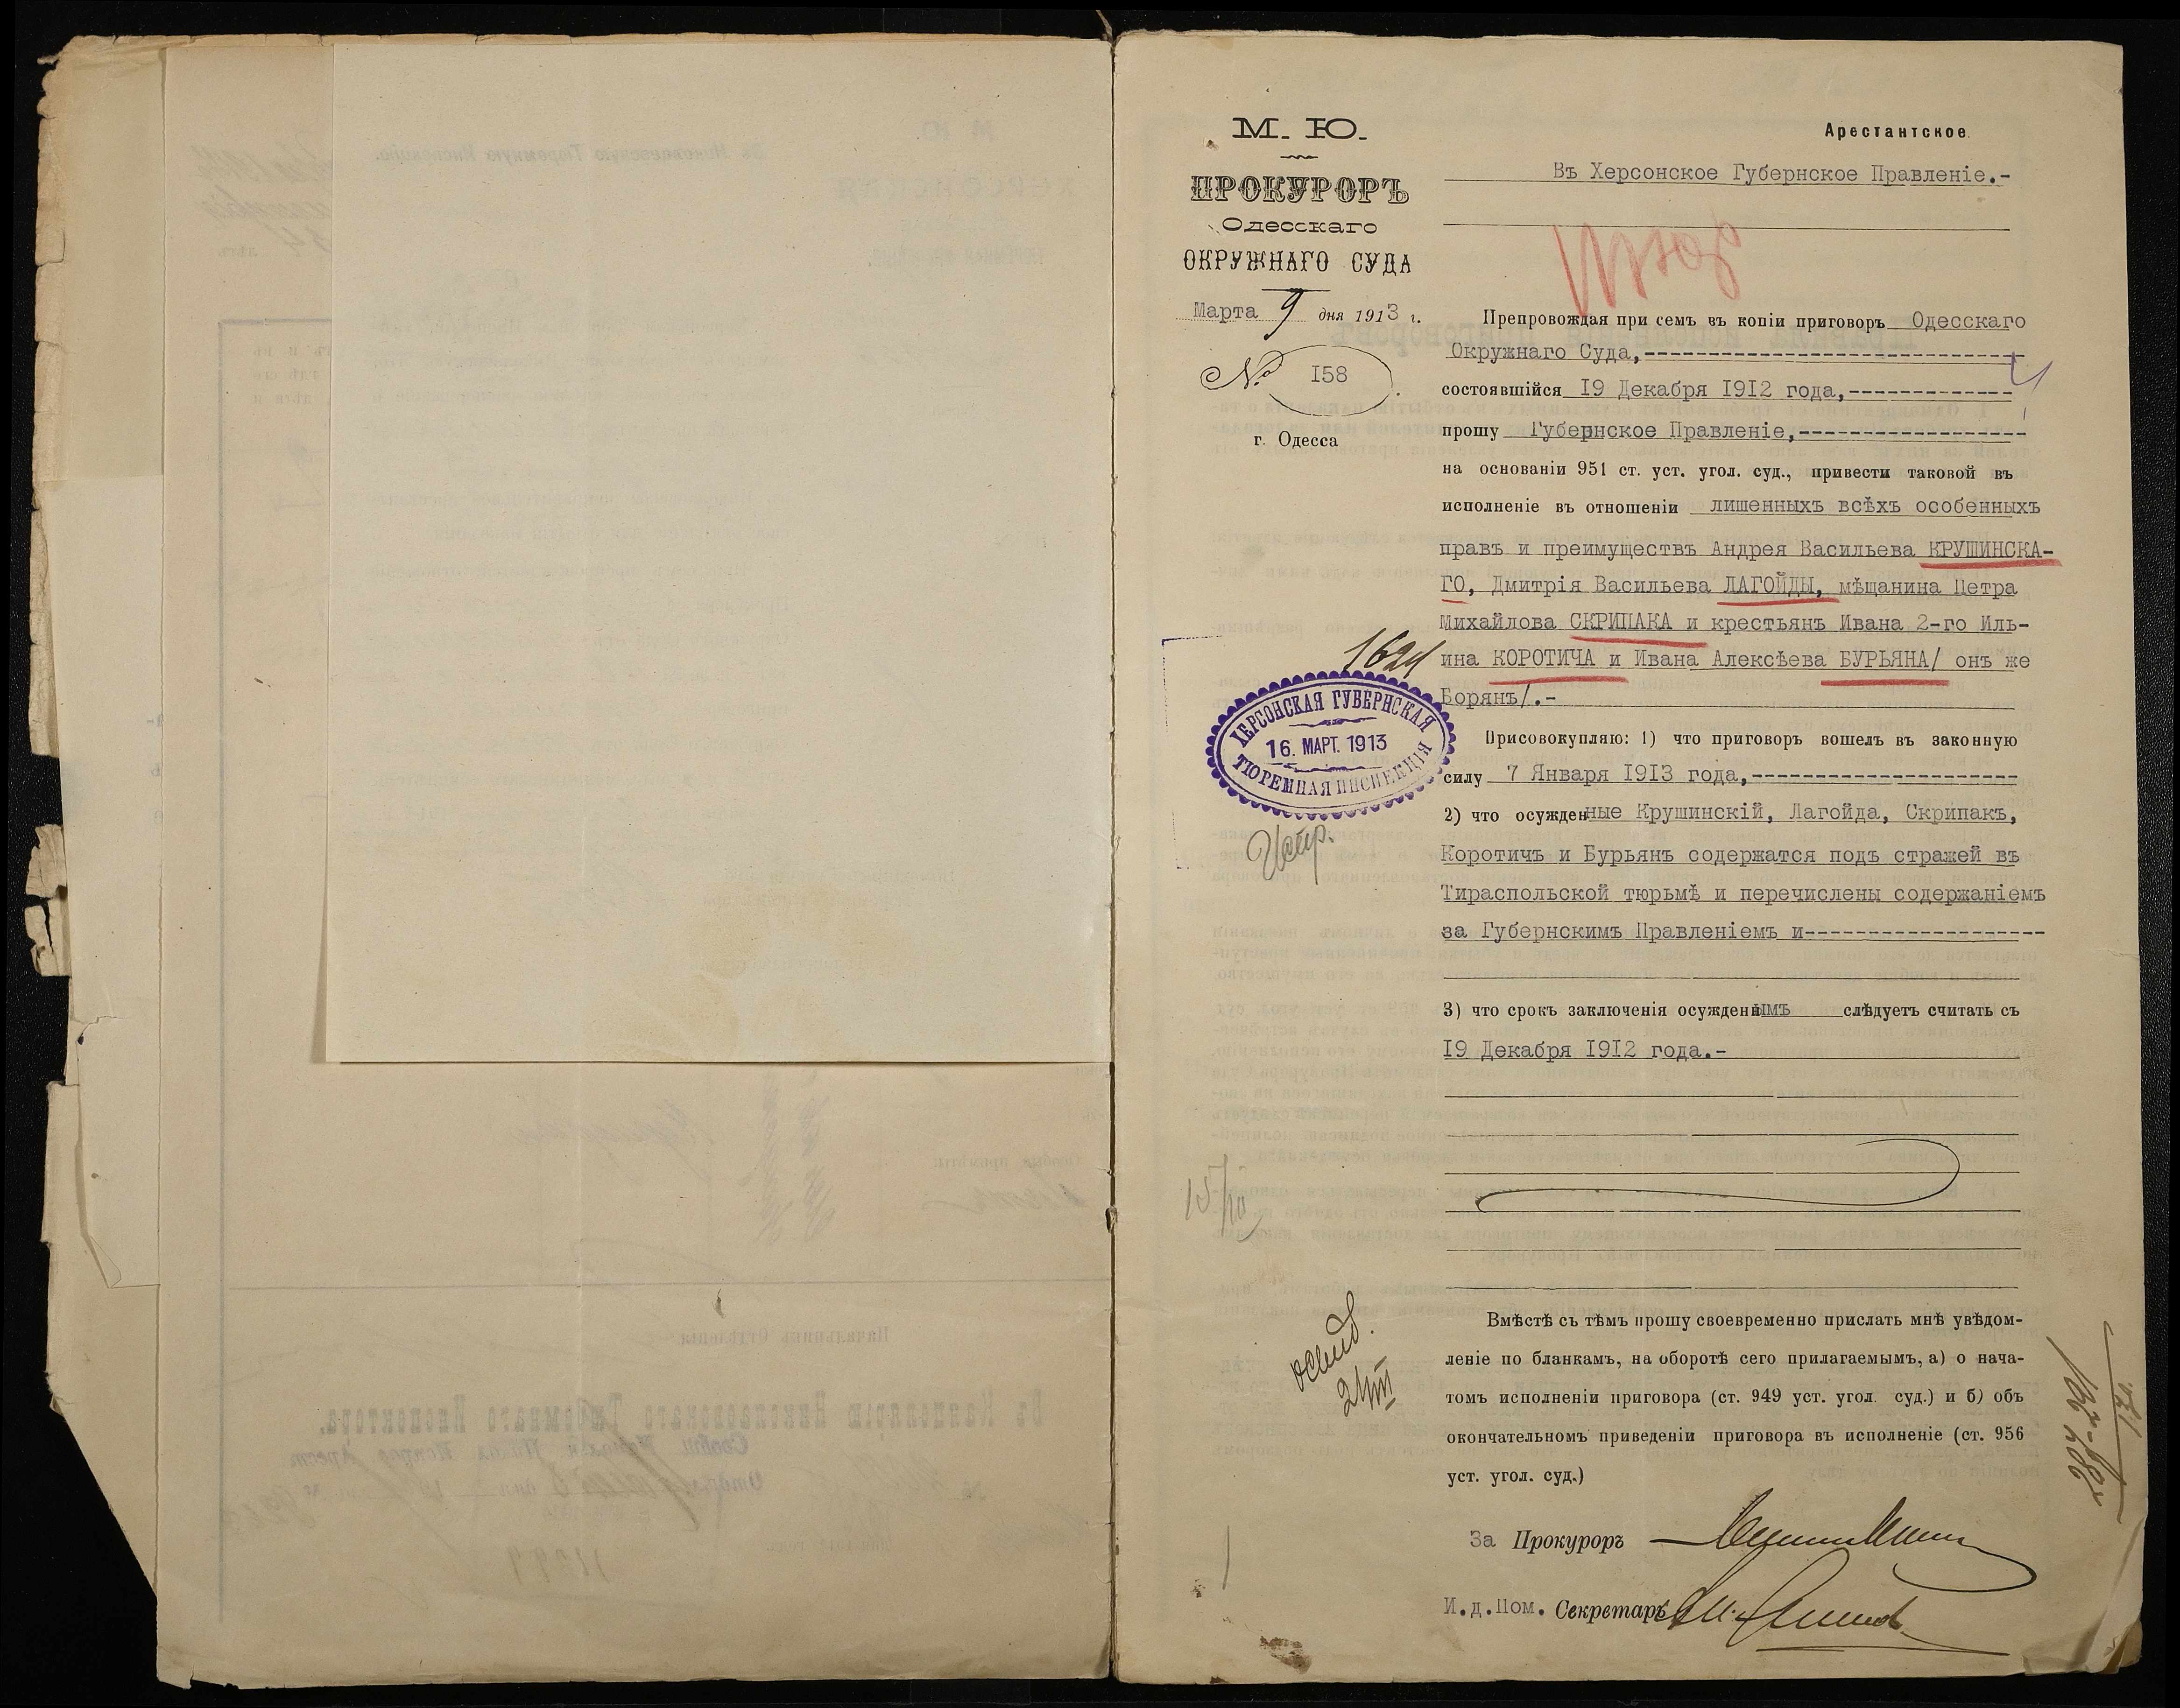 М. Ю.
ПРОКУРОРЪ
Одесскаго
ОКРУЖНАГО СУДА
Марта 9 дня 1913 г.
№ 158
г. Одесса
Арестантское.
Въ Херсонское Губернское Правленіе.-
Препровождая при семъ въ копіи приговоръ Одесскаго
Окружнаго Суда,
состоявшійся 19 Декабря 1912 года,
прошу Губернское Правленіе,
на основаніи 951 ст. уст. угол. суд., привести таковой въ
исполненіе въ отношеніи лишенныхъ всѣхъ особенныхъ
правъ и преимуществъ Андрея Васильева КРУШИНСКА-
ГО, Дмитрія Васильева ЛАГОЙДЫ, мѣщанина Петра
Михайлова СКРИПАКА и крестьянъ Ивана 2-го Иль-
ина КОРОТИЧА и Ивана Алексѣева БУРЬЯНА/ онъ же
Борянъ/.-
1624
ХЕРСОНСКАЯ ГУБЕРНСКАЯ
16. МАРТ. 1913
ТЮРЕМНАЯ ИНСПЕКЦІЯ
Присовокупляю: 1) что приговоръ вошелъ въ законную
силу 7 Января 1913 года,
2) что осужденные Крушинскій, Лагойда, Скрипакъ,
Коротичъ и Бурьянъ содержатся подъ стражей въ
Тираспольской тюрьмѣ и перечислены содержаніемъ
за Губернскимъ Правленіемъ и
3) что срокъ заключенія осужденнымъ слѣдуетъ считать съ
19 Декабря 1912 года.-
Вмѣстѣ съ тѣмъ прошу своевременно прислать мнѣ увѣдом-
леніе по бланкамъ, на оборотѣ сего прилагаемымъ, а) о нача-
томъ исполненіи приговора (ст. 949 уст. угол. суд.) и б) объ
окончательномъ приведеніи приговора въ исполненіе (ст. 956
уст. угол. суд.)
За Прокуроръ
И.д.Пом. Секретарь